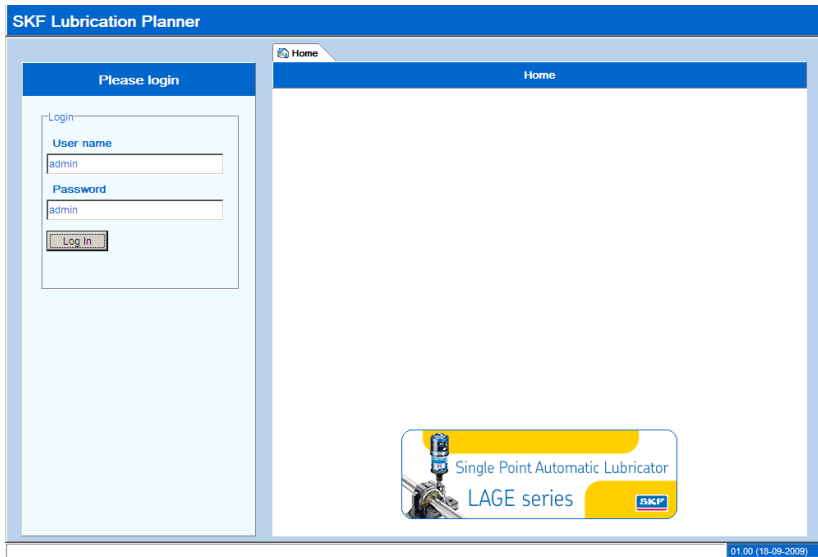 SKF Lubrication Planner
Home
Please login
Home
Login
User name
admin
Password
admin
Log In
Single Point Automatic Lubricator
LAGE series
SKF
01.00 (18-09-2009)